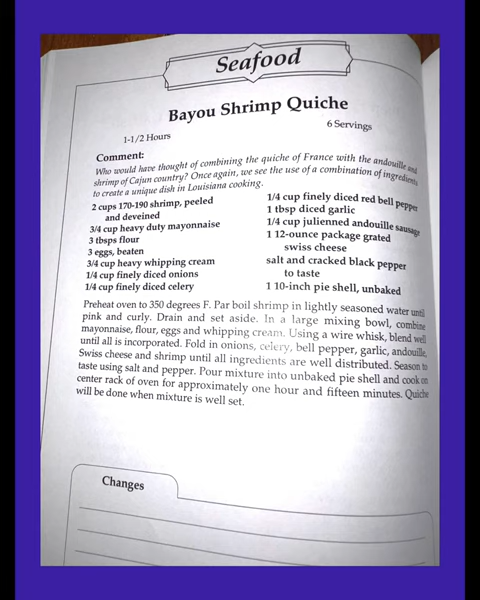 Seafood
Bayou Shrimp Quiche
1-1/2 Hours
6 Servings
Comment:
Who would have thought of combining the quiche of France with the andouille and
shrimp of Cajun country? Once again, we see the use of a combination of ingredients
to create a unique dish in Louisiana cooking.
2 cups 170-190 shrimp, peeled
and deveined
3/4 cup heavy duty mayonnaise
3 tbsps flour
3 eggs, beaten
3/4 cup heavy whipping cream
1/4 cup finely diced onions
1/4 cup finely diced celery
1/4 cup finely diced red bell pepper
1 tbsp diced garlic
1/4 cup julienned andouille sausage
1 12-ounce package grated
swiss cheese
salt and cracked black pepper
to taste
1 10-inch pie shell, unbaked
Preheat oven to 350 degrees F. Par boil shrimp in lightly seasoned water until
pink and curly. Drain and set aside. In a large mixing bowl, combine
mayonnaise, flour, eggs and whipping cream. Using a wire whisk, blend well
until all is incorporated. Fold in onions, celery, bell pepper, garlic, andouille,
Swiss cheese and shrimp until all ingredients are well distributed. Season to
taste using salt and pepper. Pour mixture into unbaked pie shell and cook on
center rack of oven for approximately one hour and fifteen minutes. Quiche
will be done when mixture is well set.
Changes